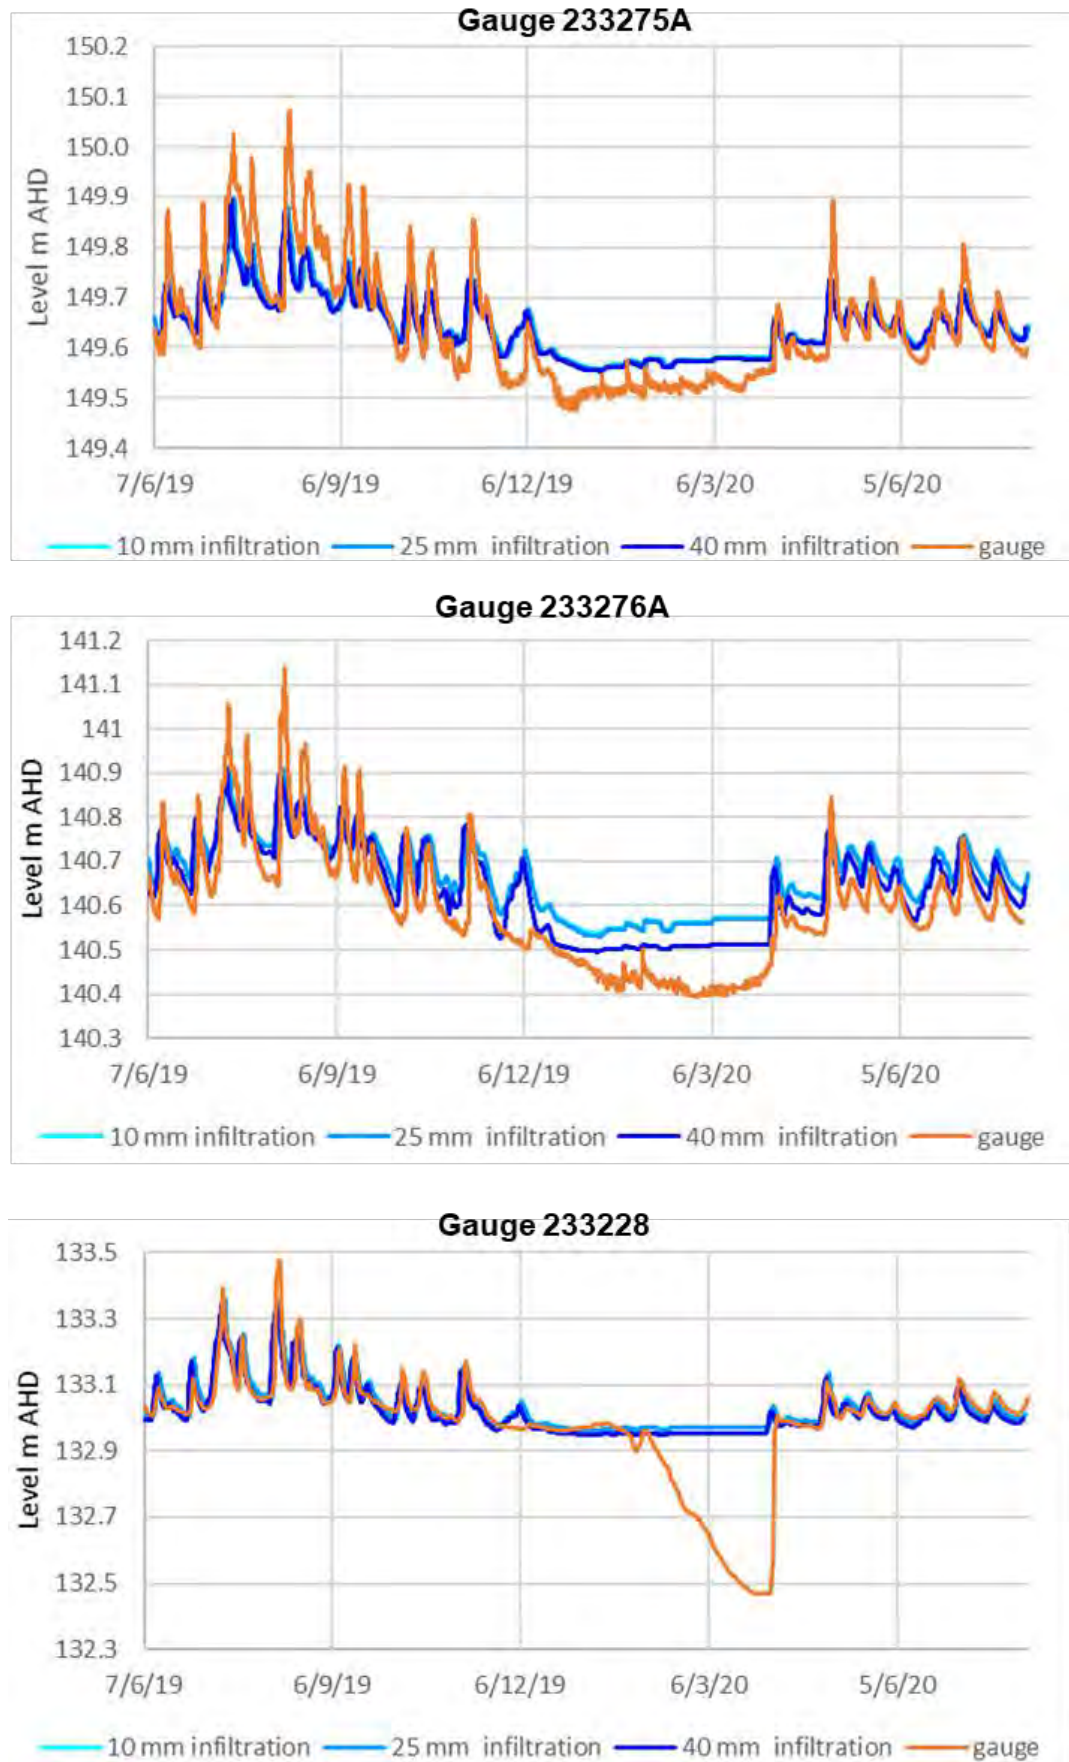 Gauge 233275A
150.2
150.1
150.0
149.9
149.8
149.7
149.6
149.5
149.4
Level m AHD
7/6/19 6/9/19 6/12/19 6/3/20 5/6/20
10 mm infiltration 25 mm infiltration 40 mm infiltration gauge
Gauge 233276A
141.2
141.1
141
140.9
140.8
140.7
140.6
140.5
140.4
140.3
Level m AHD
7/6/19 6/9/19 6/12/19 6/3/20 5/6/20
10 mm infiltration 25 mm infiltration 40 mm infiltration gauge
Gauge 233228
133.5
133.3
133.1
132.9
132.7
132.5
132.3
Level m AHD
7/6/19 6/9/19 6/12/19 6/3/20 5/6/20
10 mm infiltration 25 mm infiltration 40 mm infiltration gauge